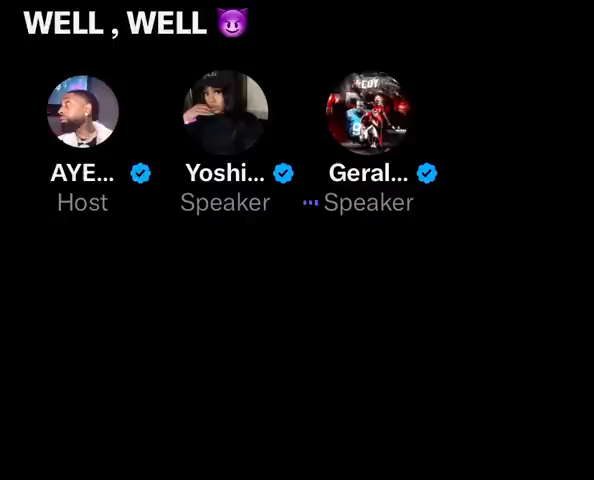 WELL , WELL 😈
AYE... Yoshi... Geral...
Host Speaker Speaker